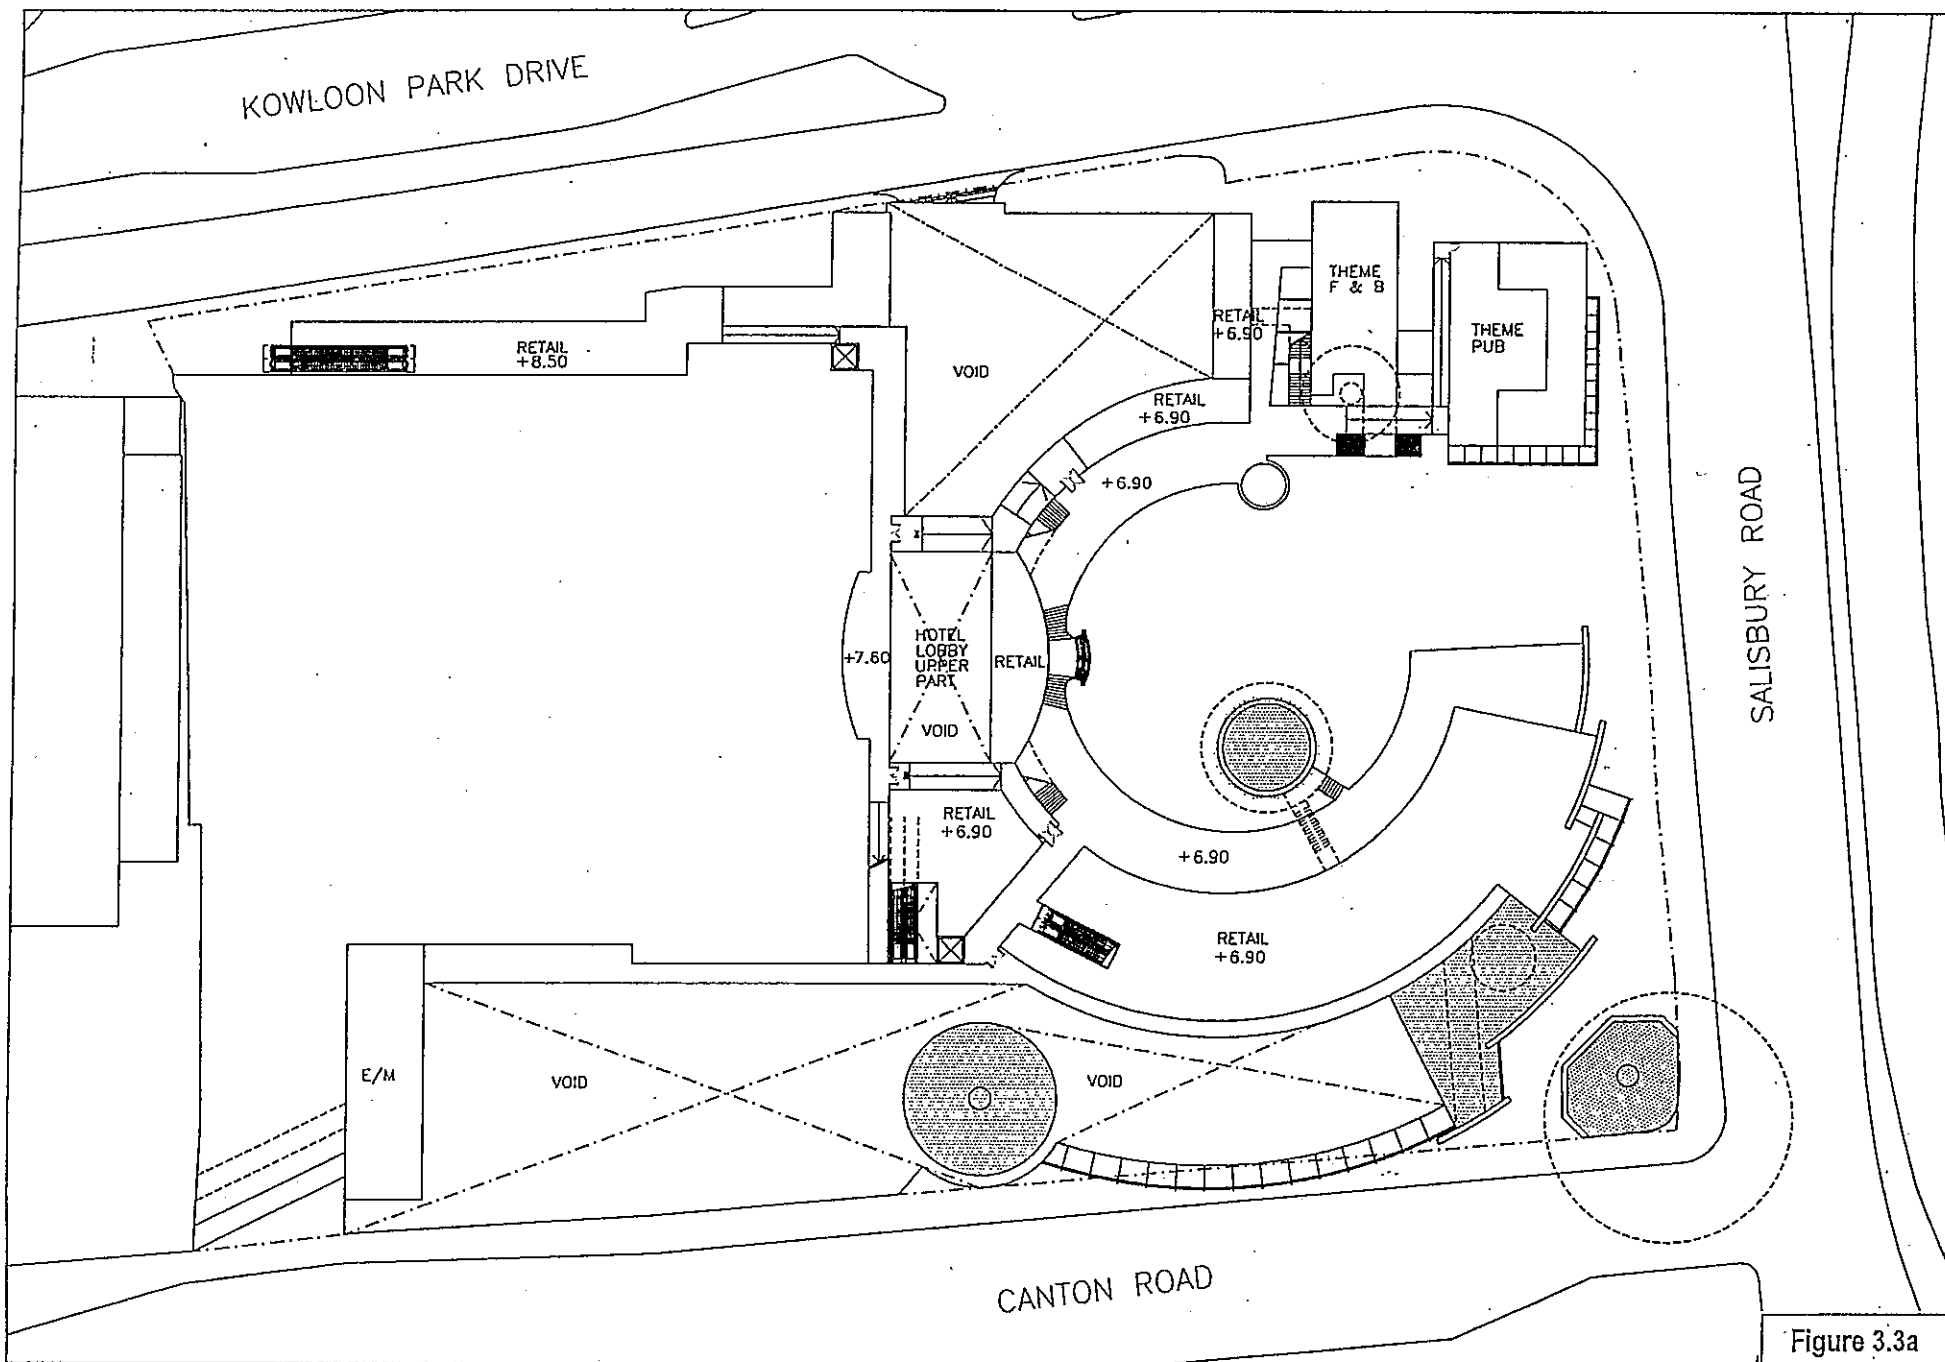 KOWLOON PARK DRIVE
THEME
F & B
THEME
PUB
RETAIL
+6.90
RETAIL
+8.50
VOID
RETAIL
+6.90
+6.90
SALISBURY ROAD
HOTEL
LOBBY
UPPER
PART
+7.60
RETAIL
VOID
RETAIL
+6.90
+6.90
RETAIL
+6.90
E/M
VOID
VOID
CANTON ROAD
Figure 3.3a